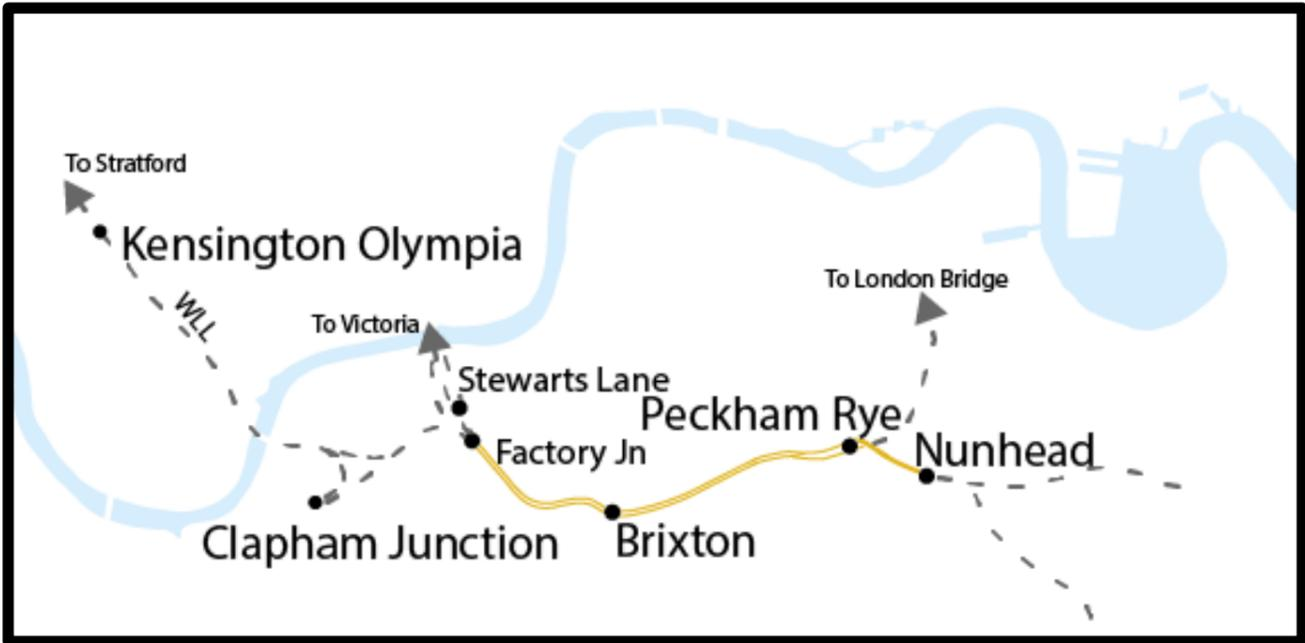 To Stratford
Kensington Olympia
WLL
To London Bridge
To Victoria
Stewarts Lane
Peckham Rye
Factory Jn
Nunhead
Clapham Junction
Brixton